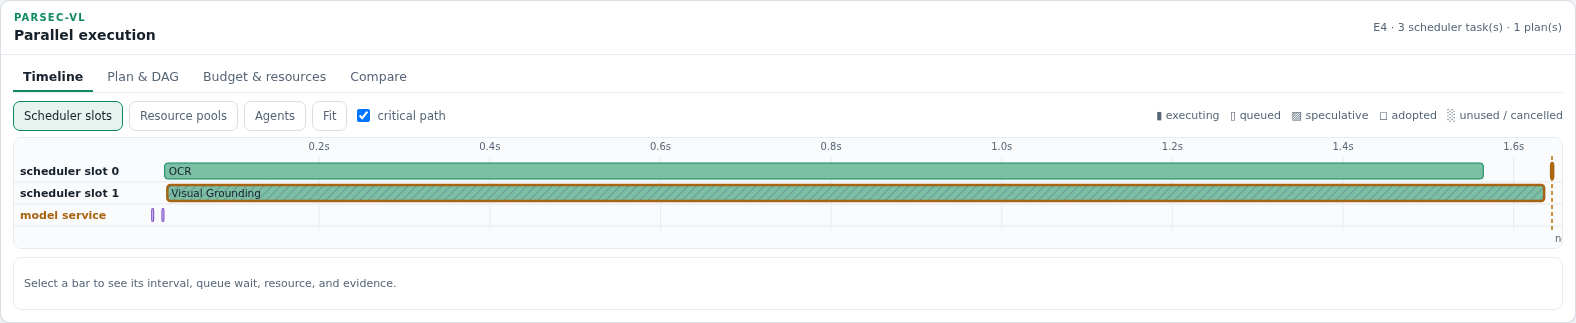 PARSEC-VL
Parallel execution
E4 · 3 scheduler task(s) · 1 plan(s)
Timeline Plan & DAG Budget & resources Compare
Scheduler slots Resource pools Agents Fit critical path
executing queued speculative adopted unused / cancelled
0.2s 0.4s 0.6s 0.8s 1.0s 1.2s 1.4s 1.6s
scheduler slot 0 OCR
scheduler slot 1 Visual Grounding
model service
Select a bar to see its interval, queue wait, resource, and evidence.